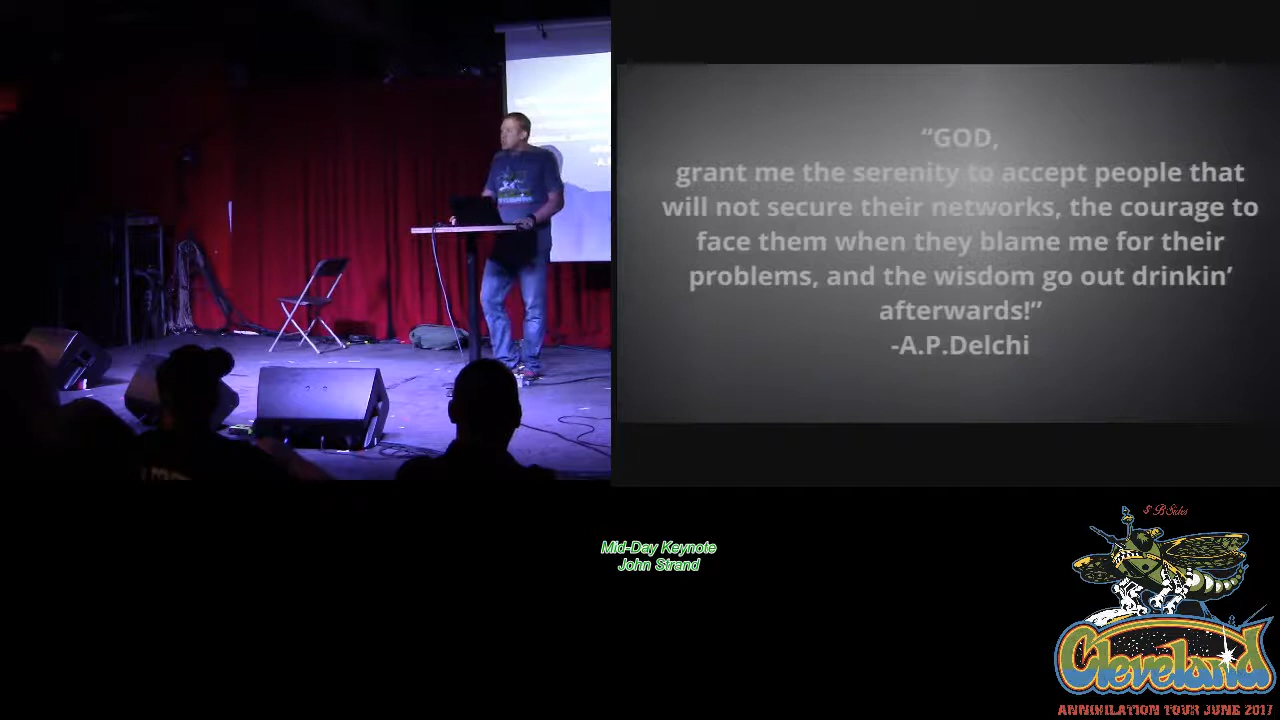 “GOD,
grant me the serenity to accept people that
will not secure their networks, the courage to
face them when they blame me for their
problems, and the wisdom go out drinkin’
afterwards!”
-A.P.Delchi
Mid-Day Keynote
John Strand
BSides
Cleveland
ANNIHILATION TOUR JUNE 2017